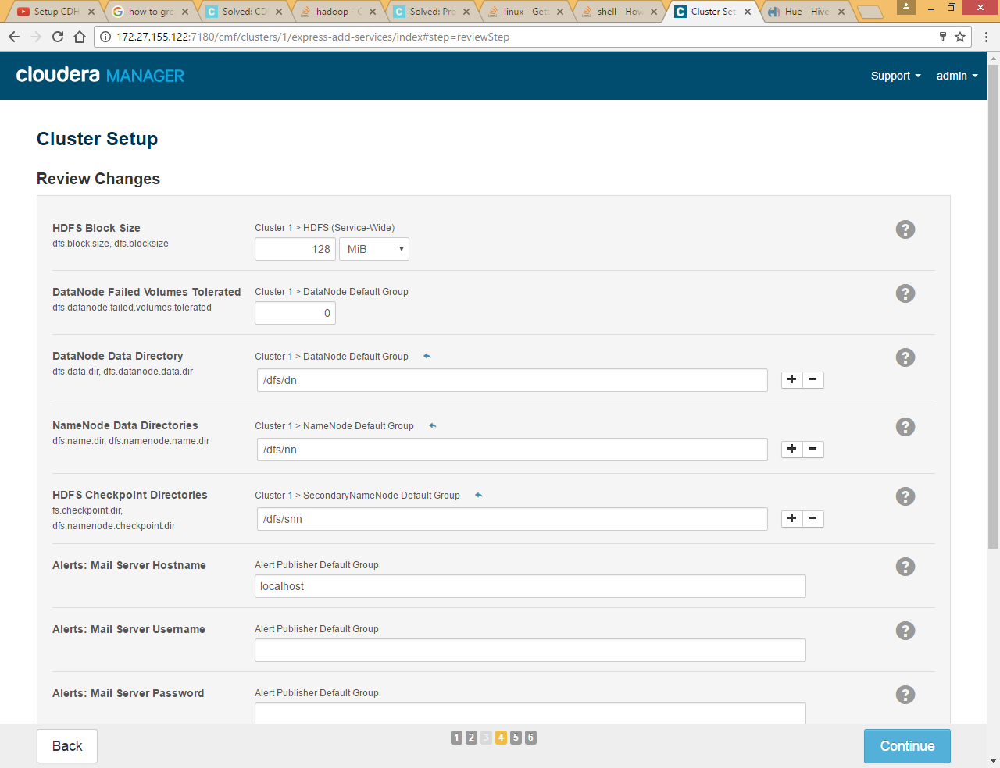 Setup CDH
how to gre
Solved: CDH
hadoop - C
Solved: Pro
linux - Gett
shell - How
Cluster Set
Hue - Hive
172.27.155.122:7180/cmf/clusters/1/express-add-services/index#step=reviewStep
cloudera MANAGER
Support
admin
Cluster Setup
Review Changes
HDFS Block Size
Cluster 1 > HDFS (Service-Wide)
dfs.block.size, dfs.blocksize
128
MiB
DataNode Failed Volumes Tolerated
Cluster 1 > DataNode Default Group
dfs.datanode.failed.volumes.tolerated
0
DataNode Data Directory
Cluster 1 > DataNode Default Group
dfs.data.dir, dfs.datanode.data.dir
/dfs/dn
NameNode Data Directories
Cluster 1 > NameNode Default Group
dfs.name.dir, dfs.namenode.name.dir
/dfs/nn
HDFS Checkpoint Directories
Cluster 1 > SecondaryNameNode Default Group
fs.checkpoint.dir,
dfs.namenode.checkpoint.dir
/dfs/snn
Alerts: Mail Server Hostname
Alert Publisher Default Group
localhost
Alerts: Mail Server Username
Alert Publisher Default Group
Alerts: Mail Server Password
Alert Publisher Default Group
Back
1 2 3 4 5 6
Continue